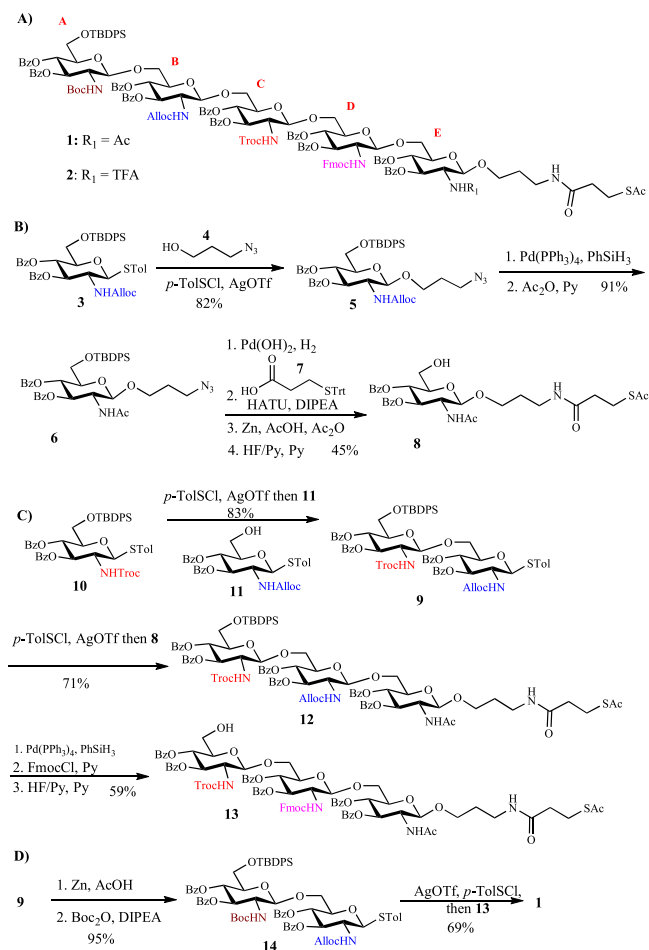 A)
A
OTBDPS
BzO
BzO
BocHN
O
O
B
BzO
BzO
AllocHN
O
O
C
BzO
BzO
TrocHN
O
O
D
BzO
BzO
FmocHN
O
O
E
BzO
BzO
NHR1
O
O
H
N
O
SAc
1: R1 = Ac
2: R1 = TFA
B)
OTBDPS
BzO
BzO
O
STol
NHAlloc
3
HO
4
N3
p-TolSCl, AgOTf
82%
OTBDPS
BzO
BzO
O
O
N3
NHAlloc
5
1. Pd(PPh3)4, PhSiH3
2. Ac2O, Py 91%
OTBDPS
BzO
BzO
O
O
N3
NHAc
6
1. Pd(OH)2, H2
O 7
2. HO STrt
HATU, DIPEA
3. Zn, AcOH, Ac2O
4. HF/Py, Py 45%
OH
BzO
BzO
O
O
NHAc
H
N
O
SAc
8
C)
OTBDPS
BzO
BzO
O
STol
NHTroc
10
p-TolSCl, AgOTf then 11
83%
OH
BzO
BzO
O
STol
NHAlloc
11
OTBDPS
BzO
BzO
TrocHN
O
O
BzO
BzO
AllocHN
O
STol
9
p-TolSCl, AgOTf then 8
71%
OTBDPS
BzO
BzO
TrocHN
O
O
BzO
BzO
AllocHN
O
O
BzO
BzO
NHAc
O
O
H
N
O
SAc
12
1. Pd(PPh3)4, PhSiH3
2. FmocCl, Py
3. HF/Py, Py 59%
OH
BzO
BzO
TrocHN
O
O
BzO
BzO
FmocHN
O
O
BzO
BzO
NHAc
O
O
H
N
O
SAc
13
D)
9
1. Zn, AcOH
2. Boc2O, DIPEA
95%
OTBDPS
BzO
BzO
BocHN
O
O
BzO
BzO
AllocHN
O
STol
14
AgOTf, p-TolSCl,
then 13
69%
1